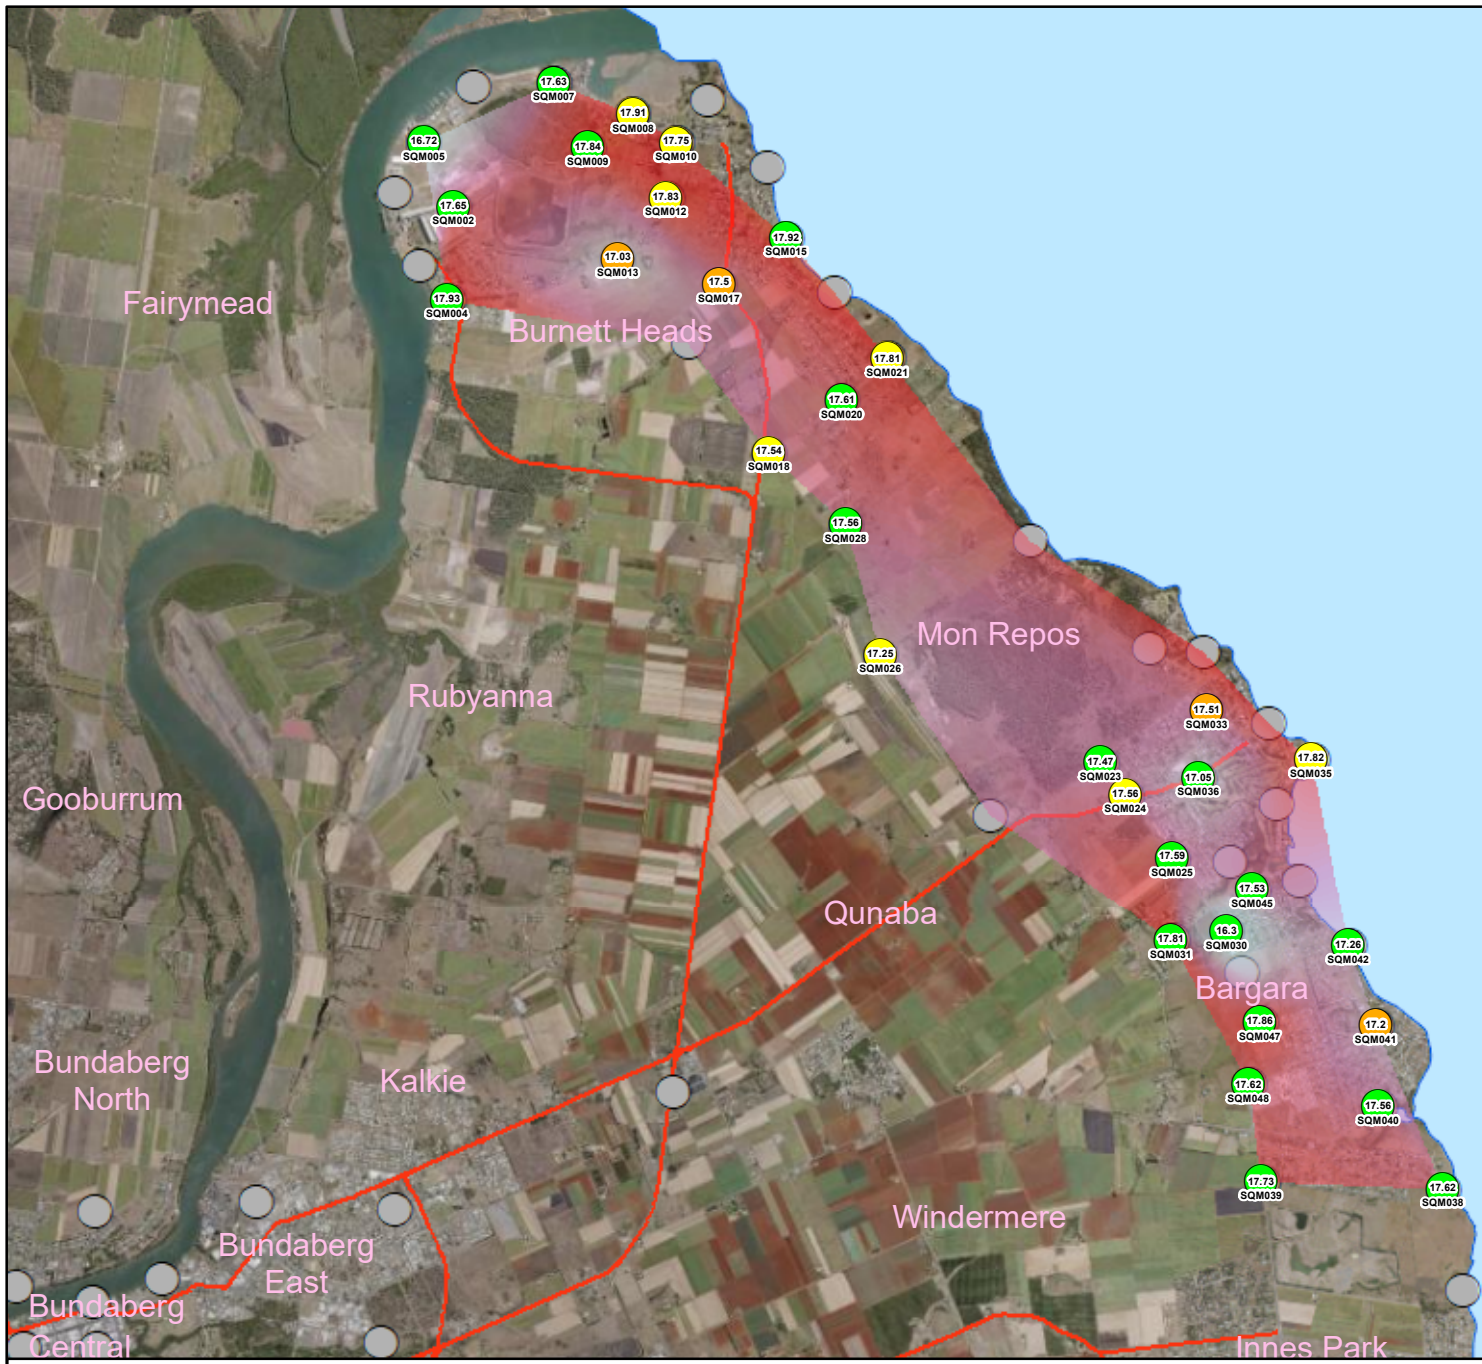 17.63
SQM007
17.91
SQM008
16.72
SQM005
17.84
SQM009
17.75
SQM010
17.65
SQM002
17.83
SQM012
17.92
SQM015
17.03
SQM013
17.5
SQM017
17.93
SQM004
Fairymead
Burnett Heads
17.81
SQM021
17.61
SQM020
17.54
SQM018
17.56
SQM028
Mon Repos
17.25
SQM026
Rubyanna
17.51
SQM033
17.47
SQM023
17.05
SQM036
17.82
SQM035
17.56
SQM024
Gooburrum
17.59
SQM025
17.53
SQM045
Qunaba
17.81
SQM031
16.3
SQM030
17.26
SQM042
Bargara
17.86
SQM047
17.2
SQM041
Bundaberg
North
Kalkie
17.62
SQM048
17.56
SQM040
17.73
SQM039
17.62
SQM038
Windermere
Bundaberg
East
Bundaberg
Central
Innes Park